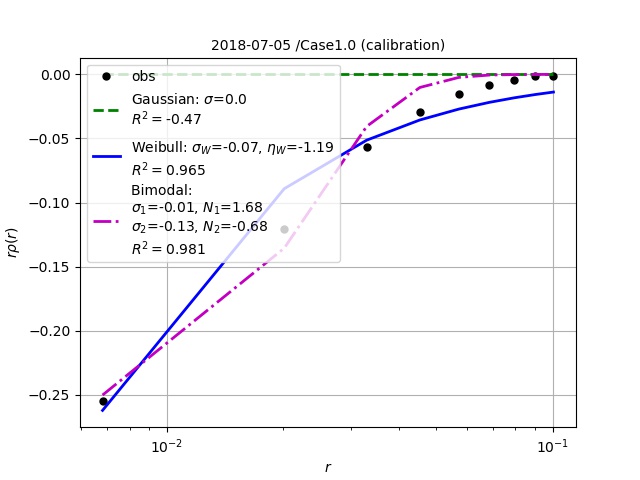 2018-07-05 /Case1.0 (calibration)
obs
Gaussian: σ=0.0
R² = -0.47
Weibull: σ_W=-0.07, η_W=-1.19
R² = 0.965
Bimodal:
σ₁=-0.01, N₁=1.68
σ₂=-0.13, N₂=-0.68
R² = 0.981
rρ(r)
0.00
−0.05
−0.10
−0.15
−0.20
−0.25
10⁻²
10⁻¹
r